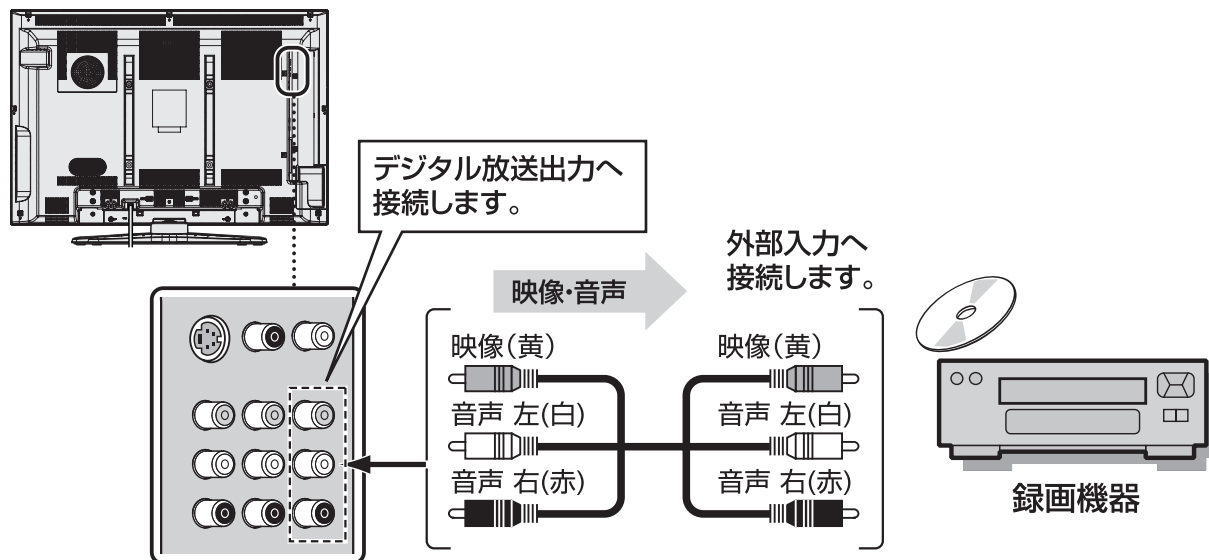 デジタル放送出力へ
接続します。
外部入力へ
接続します。
映像・音声
映像（黄）
映像（黄）
音声 左(白)
音声 左(白)
音声 右(赤)
音声 右(赤)
録画機器